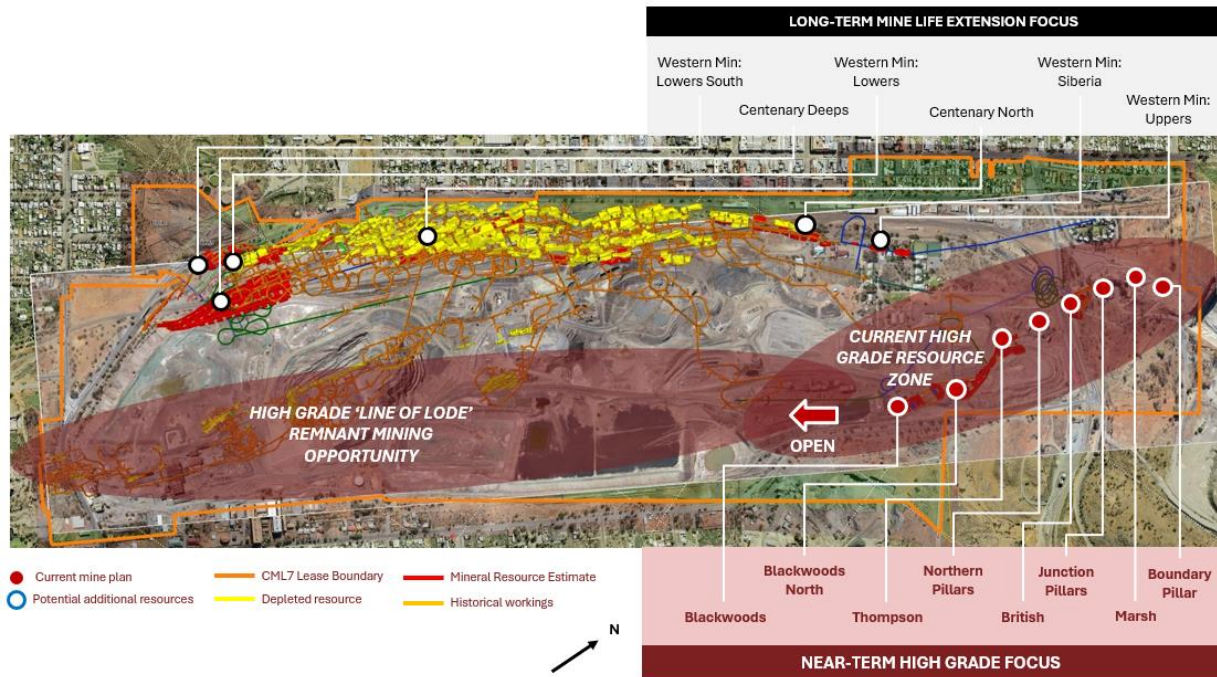 LONG-TERM MINE LIFE EXTENSION FOCUS
Western Min:
Lowers South
Centenary Deeps
Western Min:
Lowers
Centenary North
Western Min:
Siberia
Western Min:
Uppers
CURRENT HIGH
GRADE RESOURCE
ZONE
HIGH GRADE ‘LINE OF LODE’
REMNANT MINING
OPPORTUNITY
OPEN
Current mine plan
CML7 Lease Boundary
Mineral Resource Estimate
Potential additional resources
Depleted resource
Historical workings
N
Blackwoods
Blackwoods
North
Thompson
Northern
Pillars
British
Junction
Pillars
Marsh
Boundary
Pillar
NEAR-TERM HIGH GRADE FOCUS